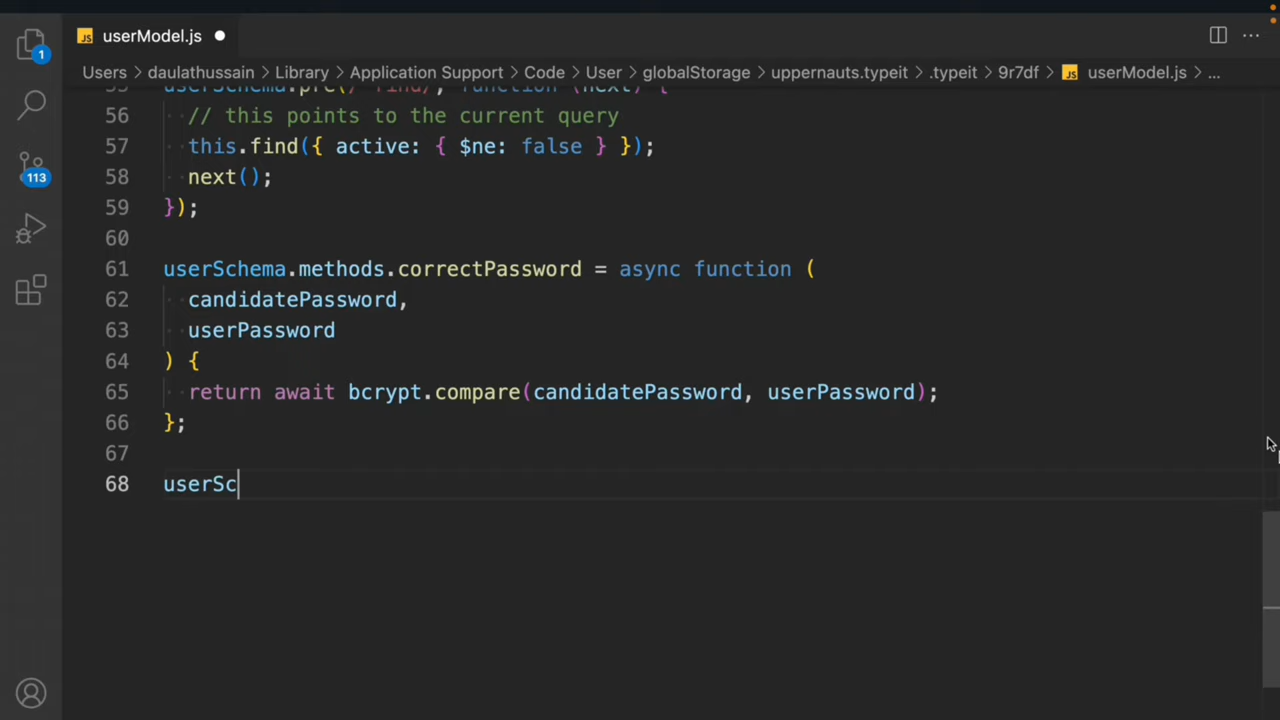 userModel.js
1
Users > daulathussain > Library > Application Support > Code > User > globalStorage > uppernauts.typeit > .typeit > 9r7df > JS userModel.js > ...
56 // this points to the current query
57 this.find({ active: { $ne: false } });
58 next();
59 });
60
61 userSchema.methods.correctPassword = async function (
62 candidatePassword,
63 userPassword
64 ) {
65 return await bcrypt.compare(candidatePassword, userPassword);
66 };
67
68 userSc
113